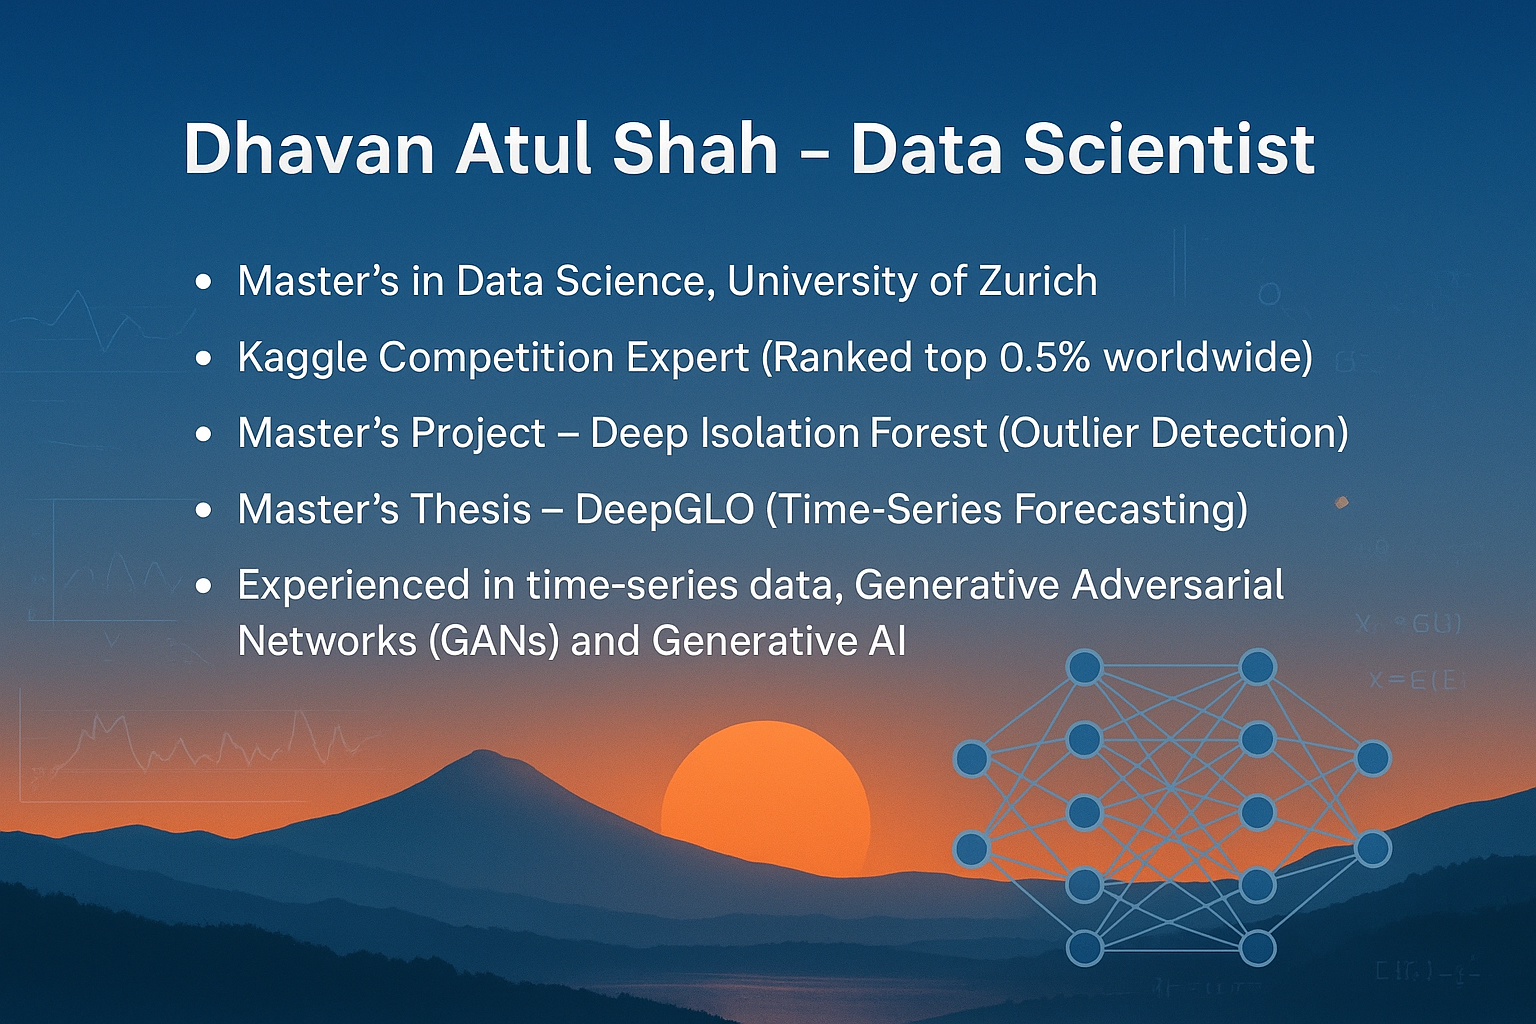 Dhavan Atul Shah – Data Scientist
• Master’s in Data Science, University of Zurich
• Kaggle Competition Expert (Ranked top 0.5% worldwide)
• Master’s Project – Deep Isolation Forest (Outlier Detection)
• Master’s Thesis – DeepGLO (Time-Series Forecasting)
• Experienced in time-series data, Generative Adversarial
Networks (GANs) and Generative AI
X=E(E